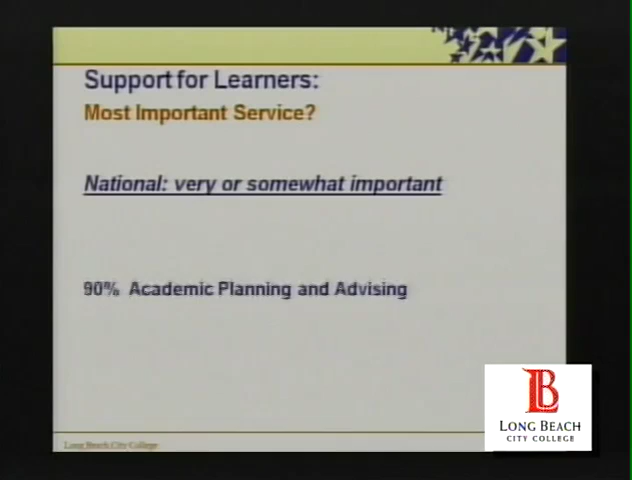 Support for Learners:
Most Important Service?
National: very or somewhat important
90% Academic Planning and Advising
Long Beach City College
LB
LONG BEACH
CITY COLLEGE